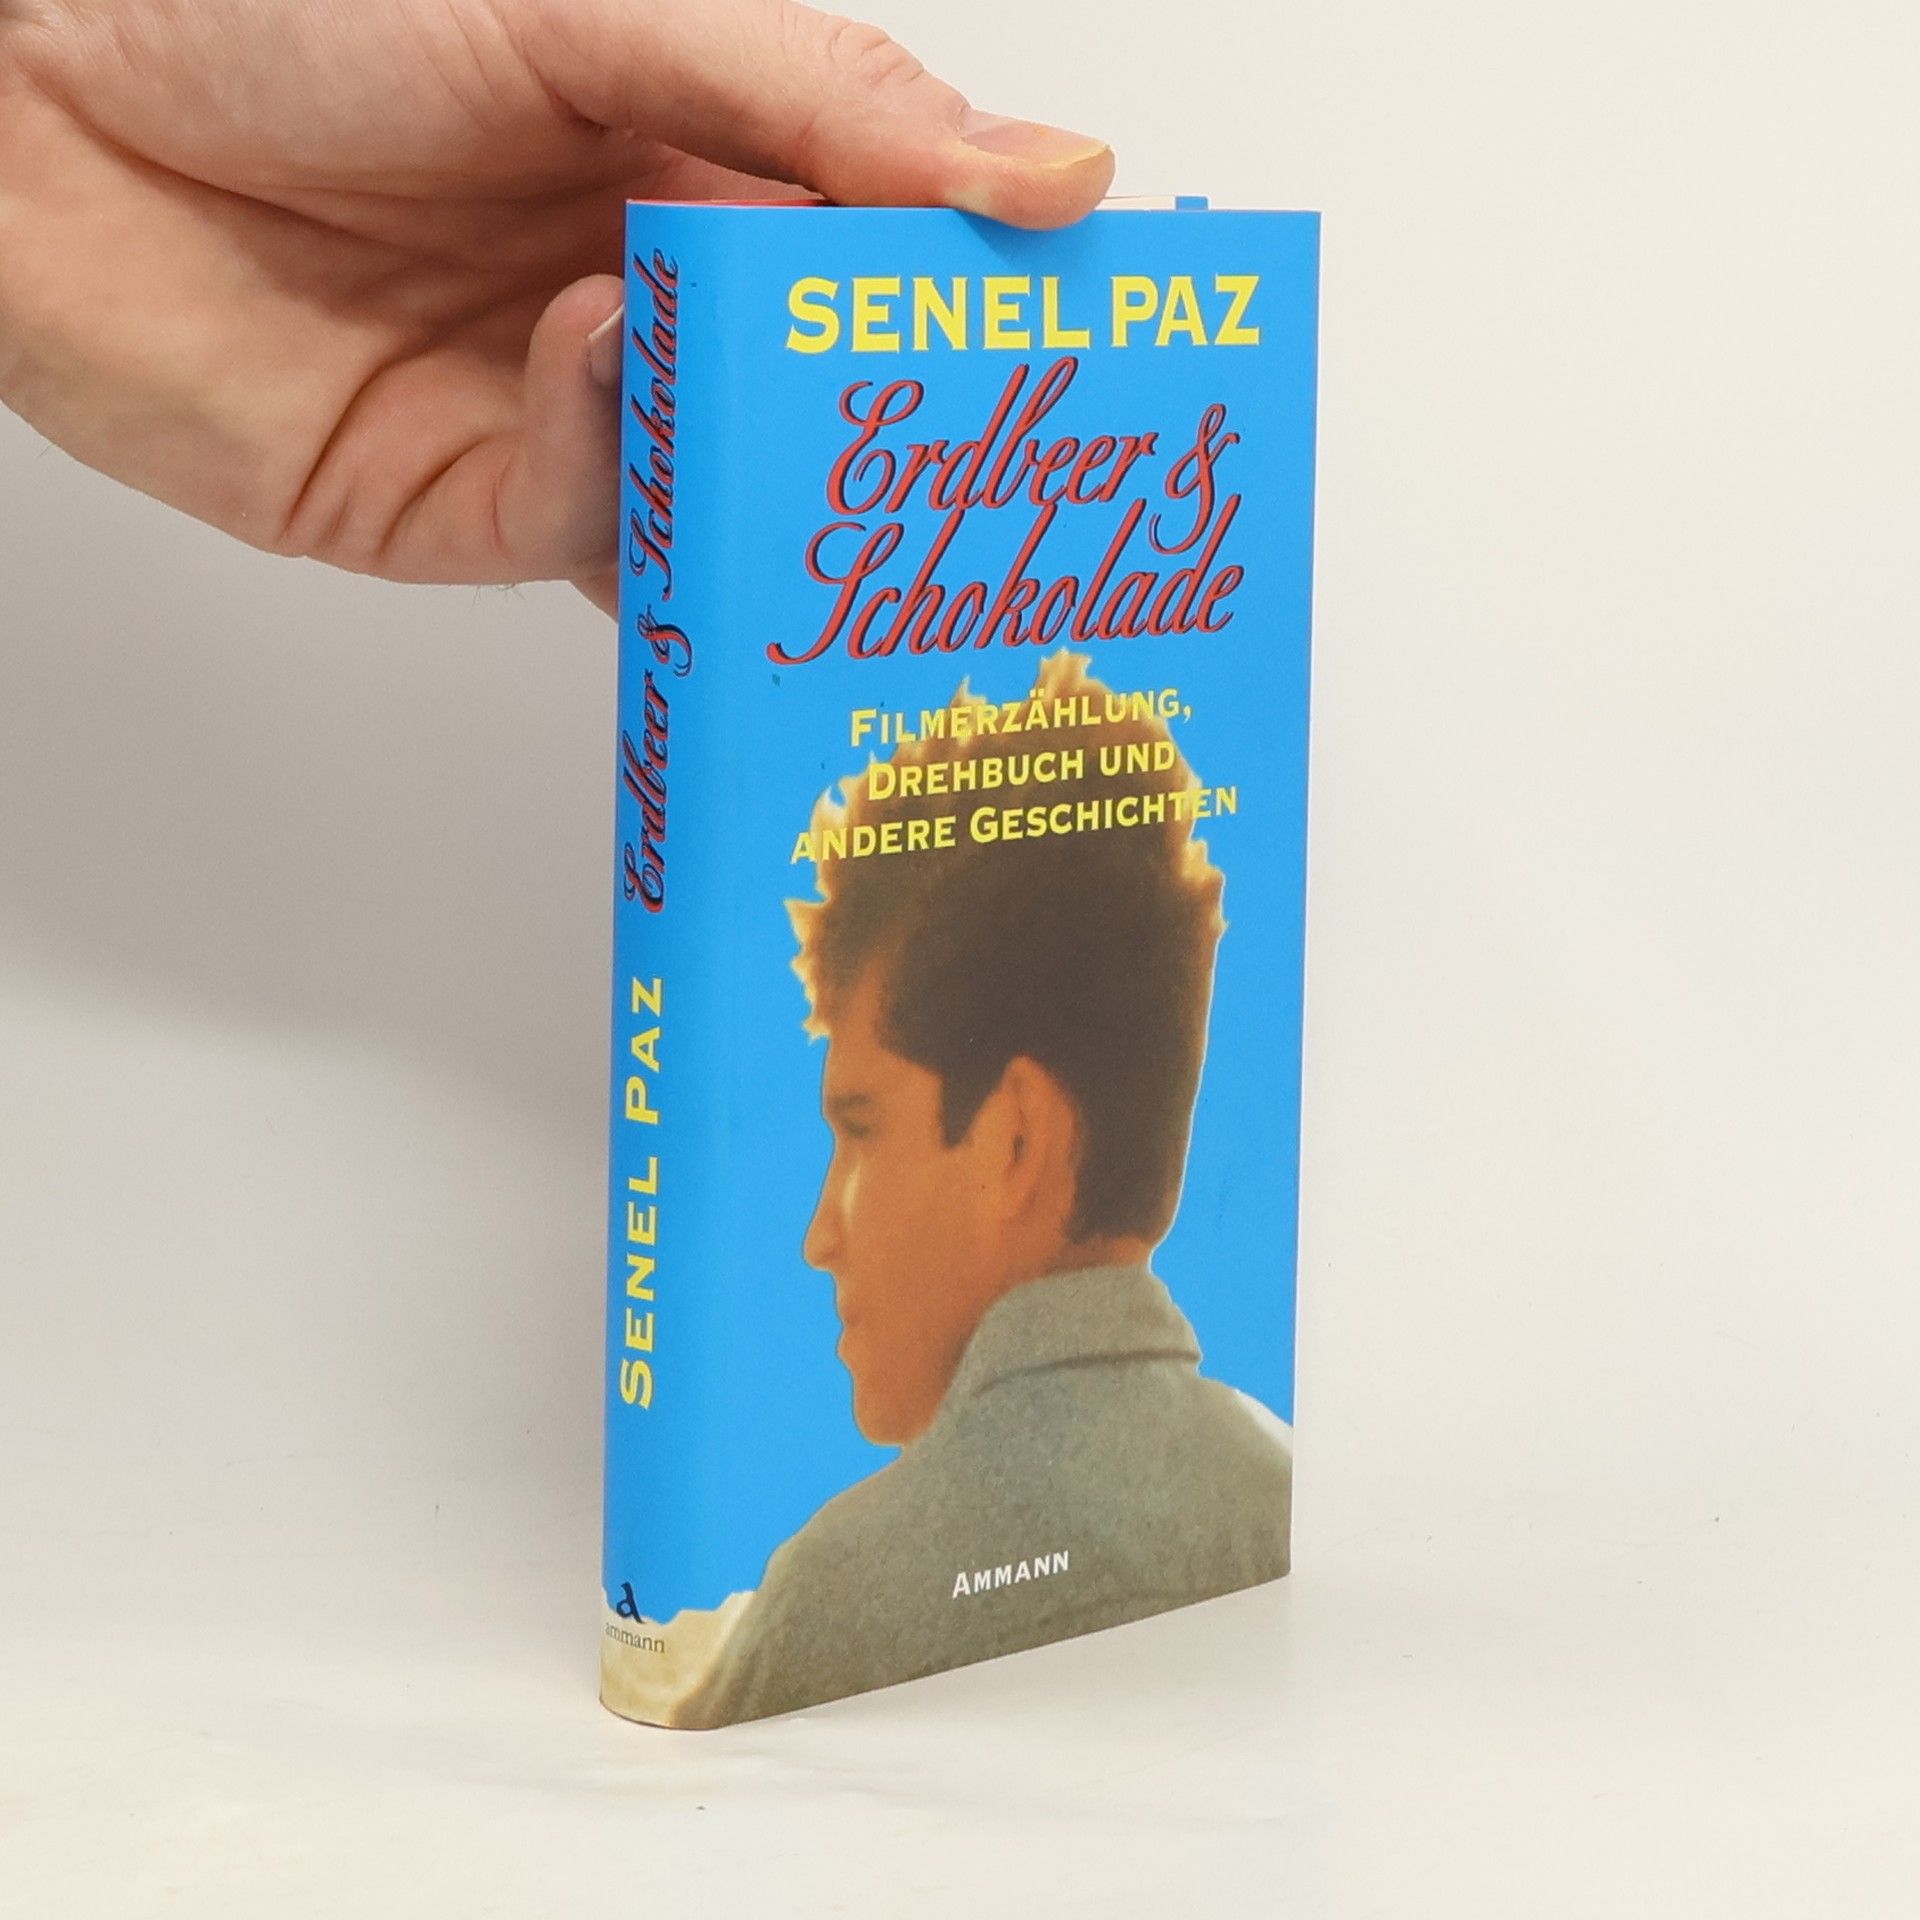 SENEL PAZ
Erdbeer &
Schokolade
FILMERZÄHLUNG,
DREHBUCH UND
ANDERE GESCHICHTEN
AMMANN
SENEL PAZ Erdbeer & Schokolade
a
ammann